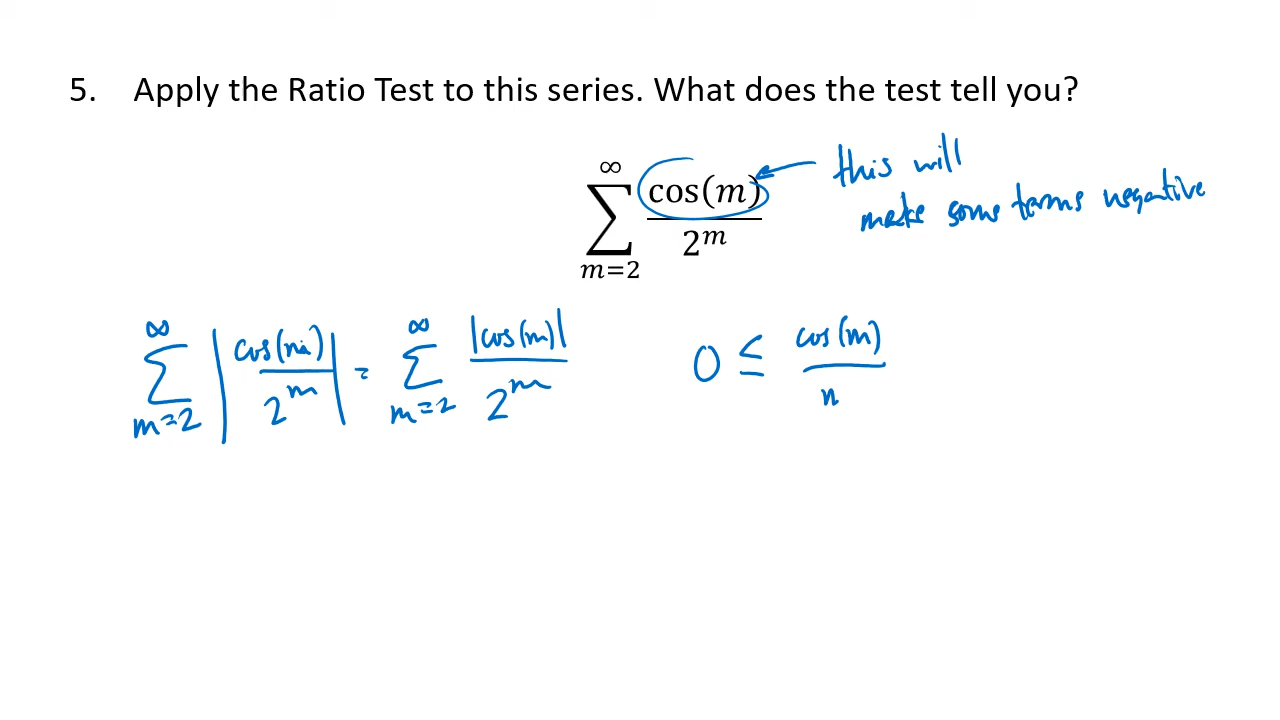 5. Apply the Ratio Test to this series. What does the test tell you?
∞
∑ cos(m)/2^m
m=2
this will
make some terms negative
∞ ∞
∑ |cos(m)/2^m| = ∑ |cos(m)|/2^m 0 ≤ cos(m)/n
m=2 m=2